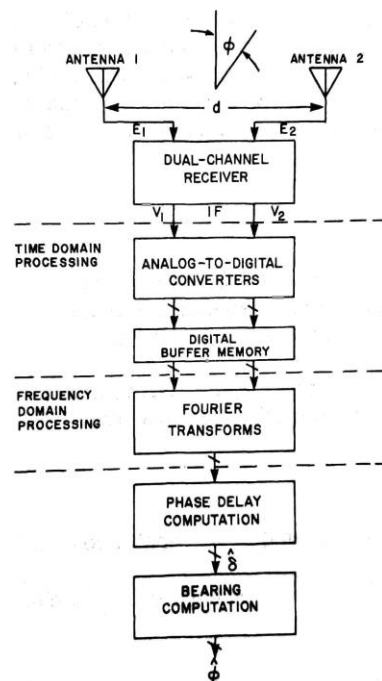 ϕ
ANTENNA 1
ANTENNA 2
d
E1
E2
DUAL-CHANNEL
RECEIVER
V1 IF V2
TIME DOMAIN
PROCESSING
ANALOG-TO-DIGITAL
CONVERTERS
DIGITAL
BUFFER MEMORY
FREQUENCY
DOMAIN
PROCESSING
FOURIER
TRANSFORMS
PHASE DELAY
COMPUTATION
δ̂
BEARING
COMPUTATION
ϕ̂